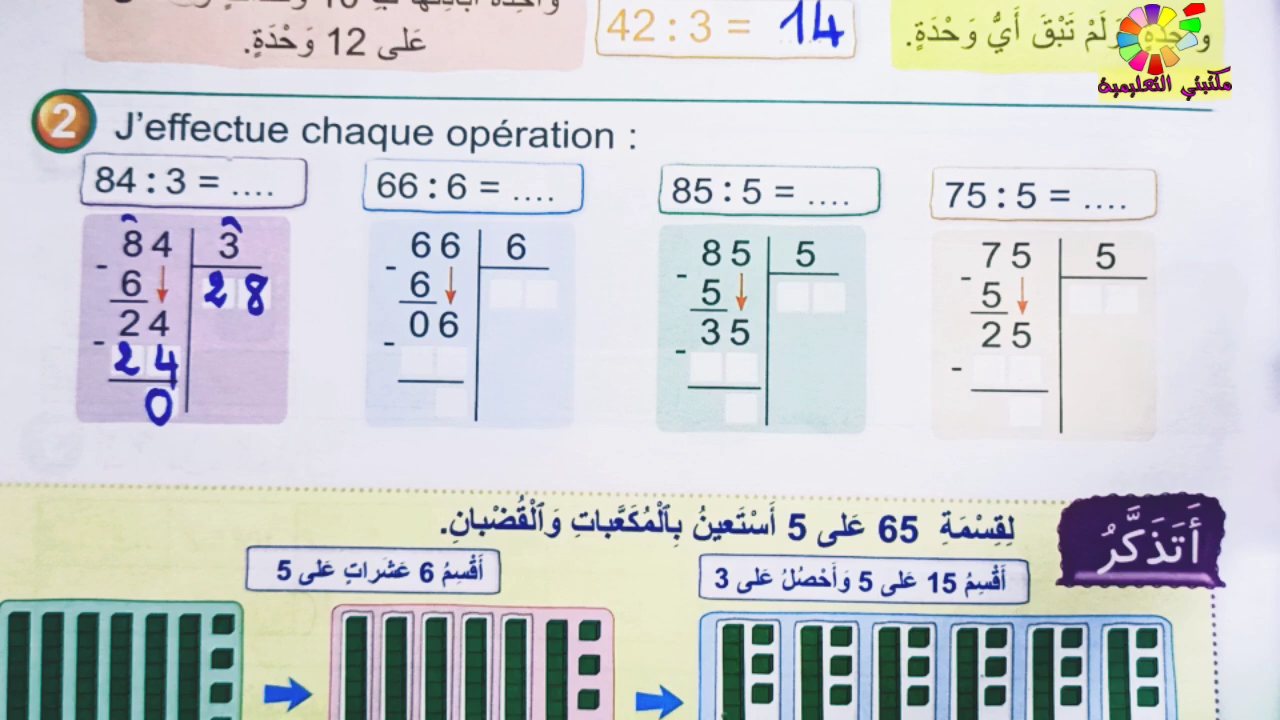 عَلى 12 وَحْدَةٍ.
42 : 3 = 14
وَلَمْ تَبْقَ أَيُّ وَحْدَةٍ.
مكتبتي التعليمية
2 J'effectue chaque opération :
84 : 3 = ....
66 : 6 = ....
85 : 5 = ....
75 : 5 = ....
84 3
- 6 28
24
- 24
0
66 6
- 6
06
-
85 5
- 5
35
-
75 5
- 5
25
-
أَتَذَكَّرُ
لِقِسْمَةِ 65 عَلى 5 أَسْتَعينُ بِٱلْمُكَعَّباتِ وَٱلْقُضْبانِ.
أَقْسِمُ 6 عَشَراتٍ عَلى 5
أَقْسِمُ 15 عَلى 5 وَأَحْصُلُ عَلى 3